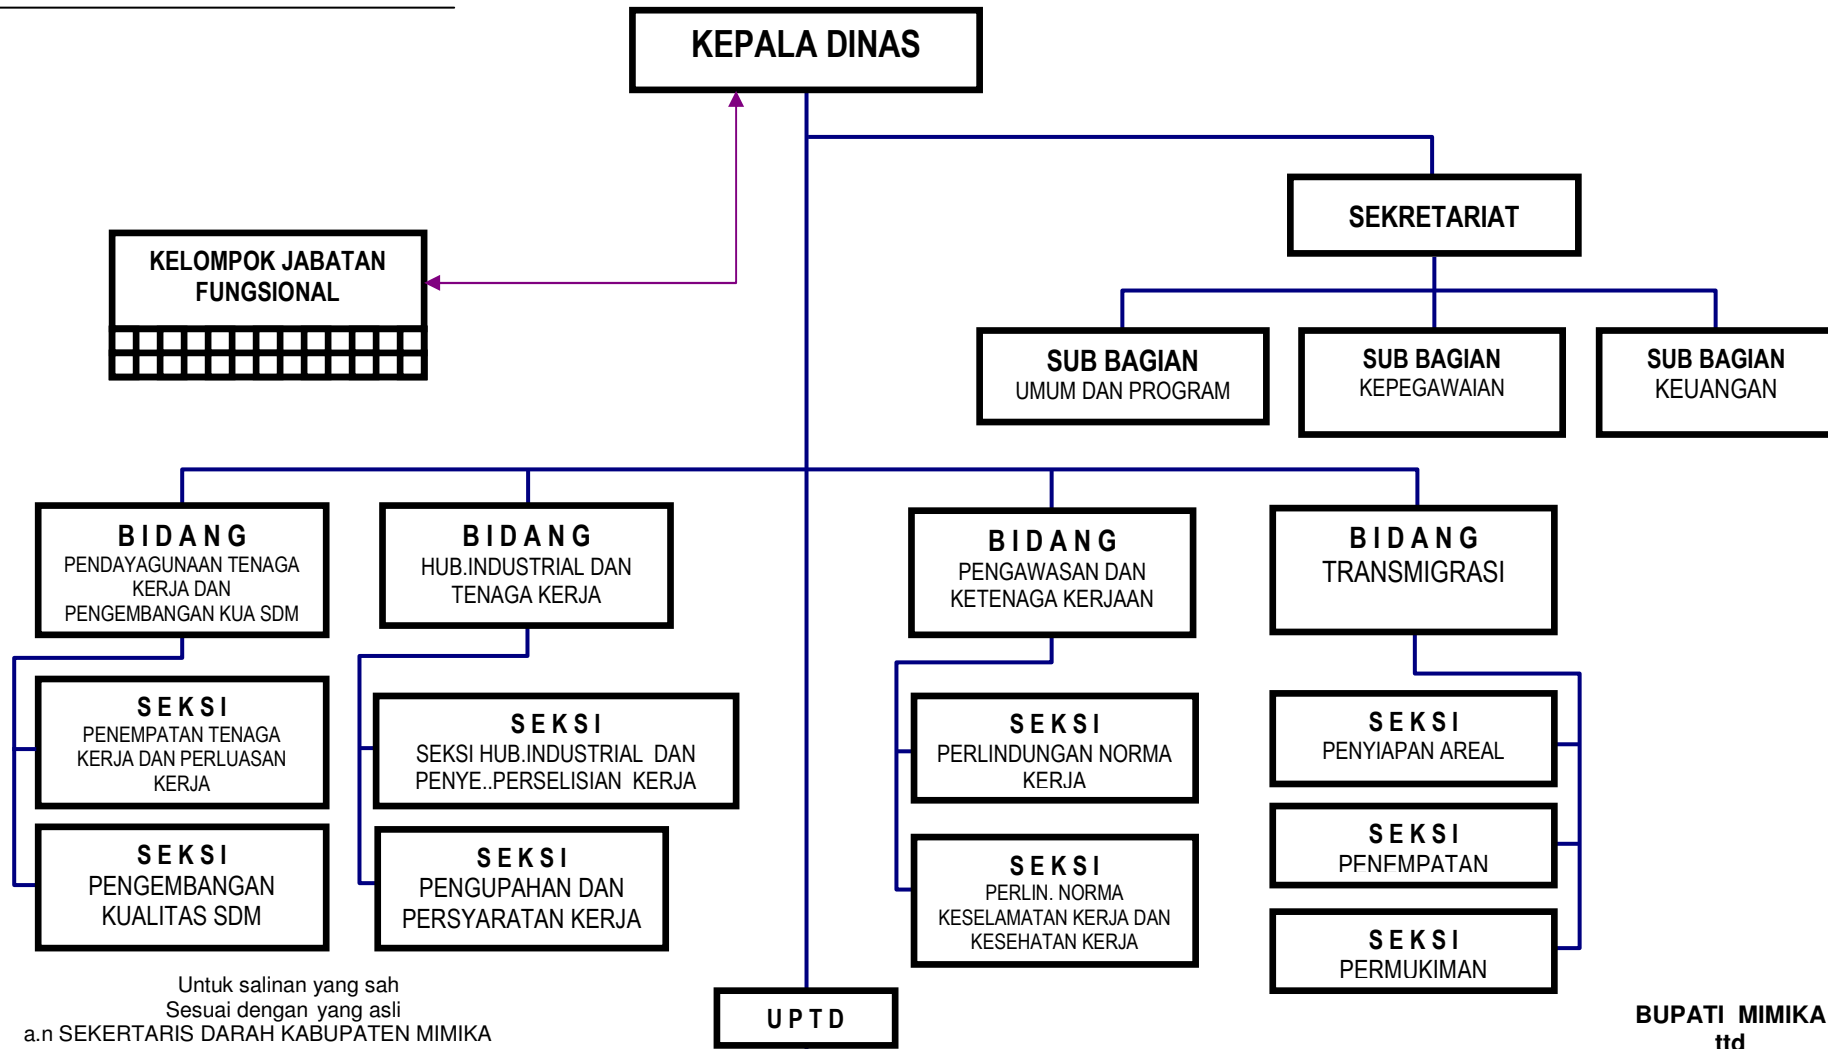 KEPALA DINAS
SEKRETARIAT
KELOMPOK JABATAN
FUNGSIONAL
SUB BAGIAN
UMUM DAN PROGRAM
SUB BAGIAN
KEPEGAWAIAN
SUB BAGIAN
KEUANGAN
B I D A N G
PENDAYAGUNAAN TENAGA
KERJA DAN
PENGEMBANGAN KUA SDM
B I D A N G
HUB.INDUSTRIAL DAN
TENAGA KERJA
B I D A N G
PENGAWASAN DAN
KETENAGA KERJAAN
B I D A N G
TRANSMIGRASI
S E K S I
PENEMPATAN TENAGA
KERJA DAN PERLUASAN
KERJA
S E K S I
SEKSI HUB.INDUSTRIAL DAN
PENYE..PERSELISIAN KERJA
S E K S I
PERLINDUNGAN NORMA
KERJA
S E K S I
PENYIAPAN AREAL
S E K S I
PENGEMBANGAN
KUALITAS SDM
S E K S I
PENGUPAHAN DAN
PERSYARATAN KERJA
S E K S I
PERLIN. NORMA
KESELAMATAN KERJA DAN
KESEHATAN KERJA
S E K S I
PENEMPATAN
S E K S I
PERMUKIMAN
Untuk salinan yang sah
Sesuai dengan yang asli
a.n SEKERTARIS DARAH KABUPATEN MIMIKA
U P T D
BUPATI MIMIKA
ttd